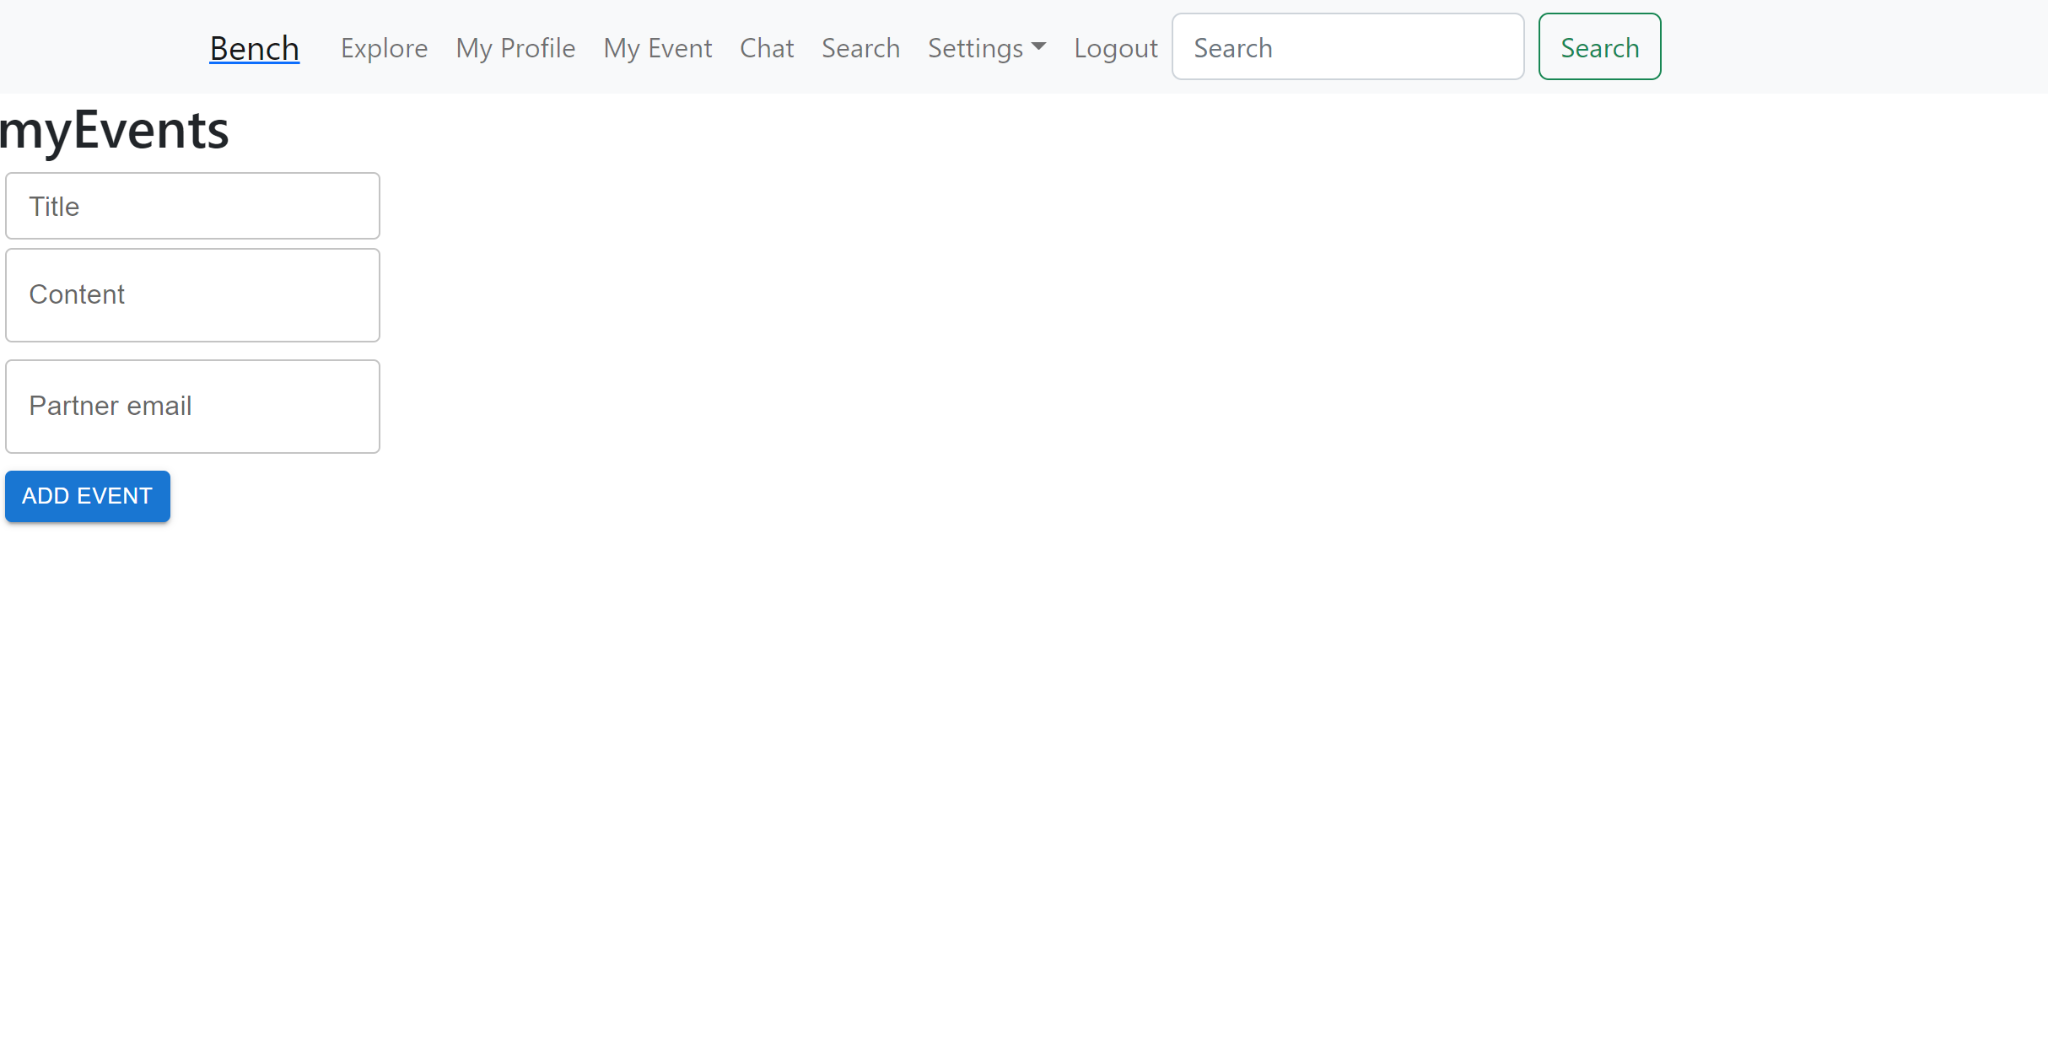 Bench Explore My Profile My Event Chat Search Settings Logout Search Search
myEvents
Title
Content
Partner email
ADD EVENT